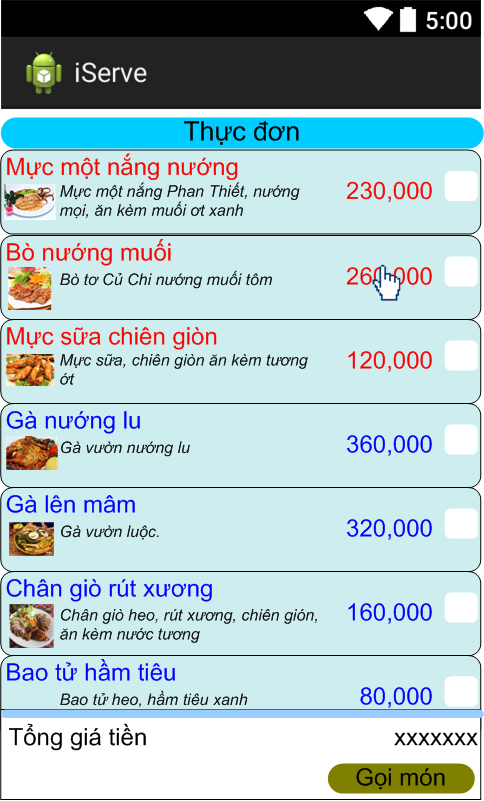 5:00
iServe
Thực đơn
Mực một nắng nướng
Mực một nắng Phan Thiết, nướng
mọi, ăn kèm muối ơt xanh
230,000
Bò nướng muối
Bò tơ Củ Chi nướng muối tôm
260,000
Mực sữa chiên giòn
Mực sữa, chiên giòn ăn kèm tương
ớt
120,000
Gà nướng lu
Gà vườn nướng lu
360,000
Gà lên mâm
Gà vườn luộc.
320,000
Chân giò rút xương
Chân giò heo, rút xương, chiên gión,
ăn kèm nước tương
160,000
Bao tử hầm tiêu
Bao tử heo, hầm tiêu xanh
80,000
Tổng giá tiền
xxxxxxx
Gọi món